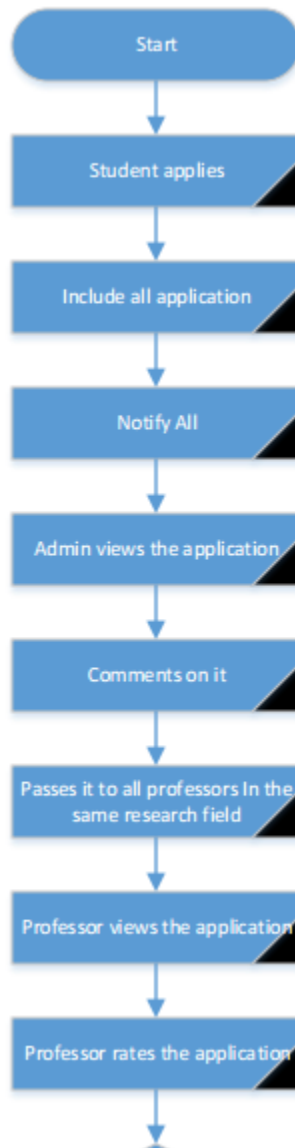 Start
Student applies
Include all application
Notify All
Admin views the application
Comments on it
Passes it to all professors In the
same research field
Professor views the application
Professor rates the application